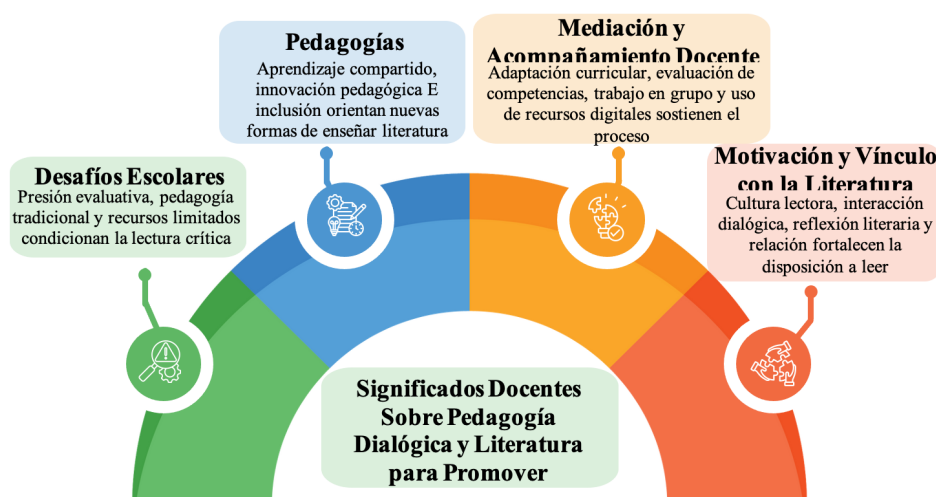 Pedagogías
Aprendizaje compartido,
innovación pedagógica E
inclusión orientan nuevas
formas de enseñar literatura
Mediación y
Acompañamiento Docente
Adaptación curricular, evaluación de
competencias, trabajo en grupo y uso
de recursos digitales sostienen el
proceso
Desafíos Escolares
Presión evaluativa, pedagogía
tradicional y recursos limitados
condicionan la lectura crítica
Motivación y Vínculo
con la Literatura
Cultura lectora, interacción
dialógica, reflexión literaria y
relación fortalecen la
disposición a leer
Significados Docentes
Sobre Pedagogía
Dialógica y Literatura
para Promover